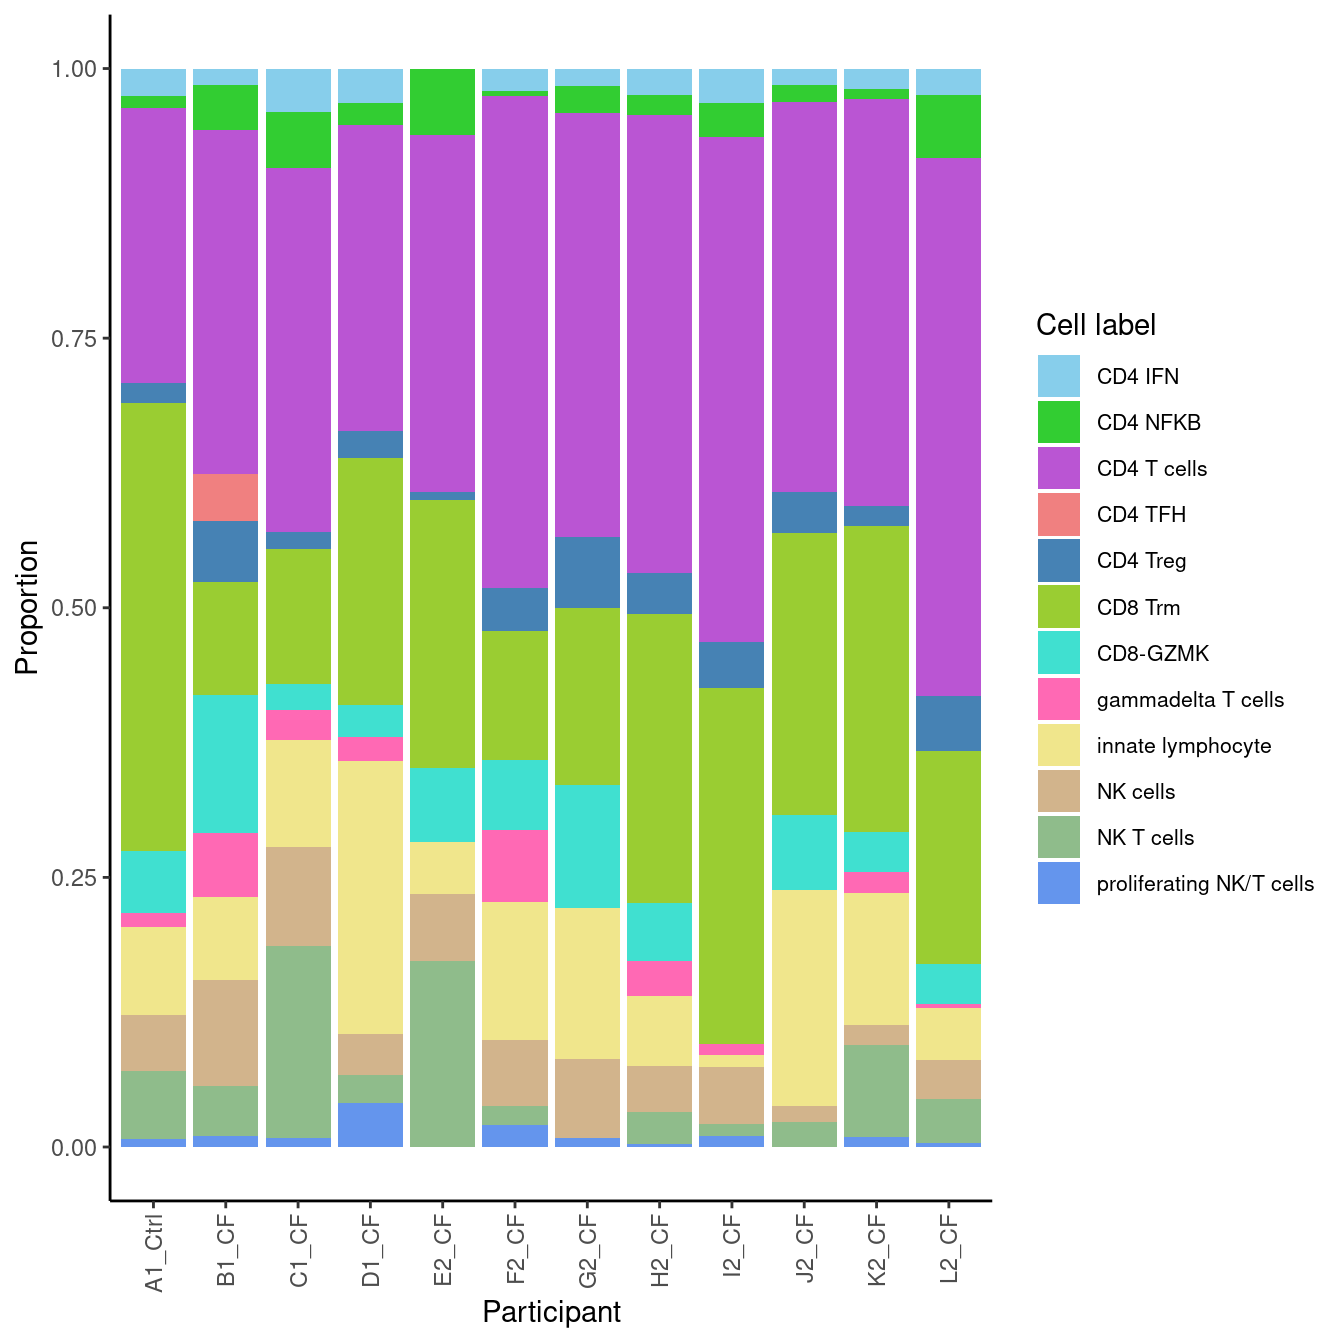 1.00
0.75
0.50
0.25
0.00
Proportion
A1_Ctrl
B1_CF
C1_CF
D1_CF
E2_CF
F2_CF
G2_CF
H2_CF
I2_CF
J2_CF
K2_CF
L2_CF
Participant
Cell label
CD4 IFN
CD4 NFKB
CD4 T cells
CD4 TFH
CD4 Treg
CD8 Trm
CD8-GZMK
gammadelta T cells
innate lymphocyte
NK cells
NK T cells
proliferating NK/T cells